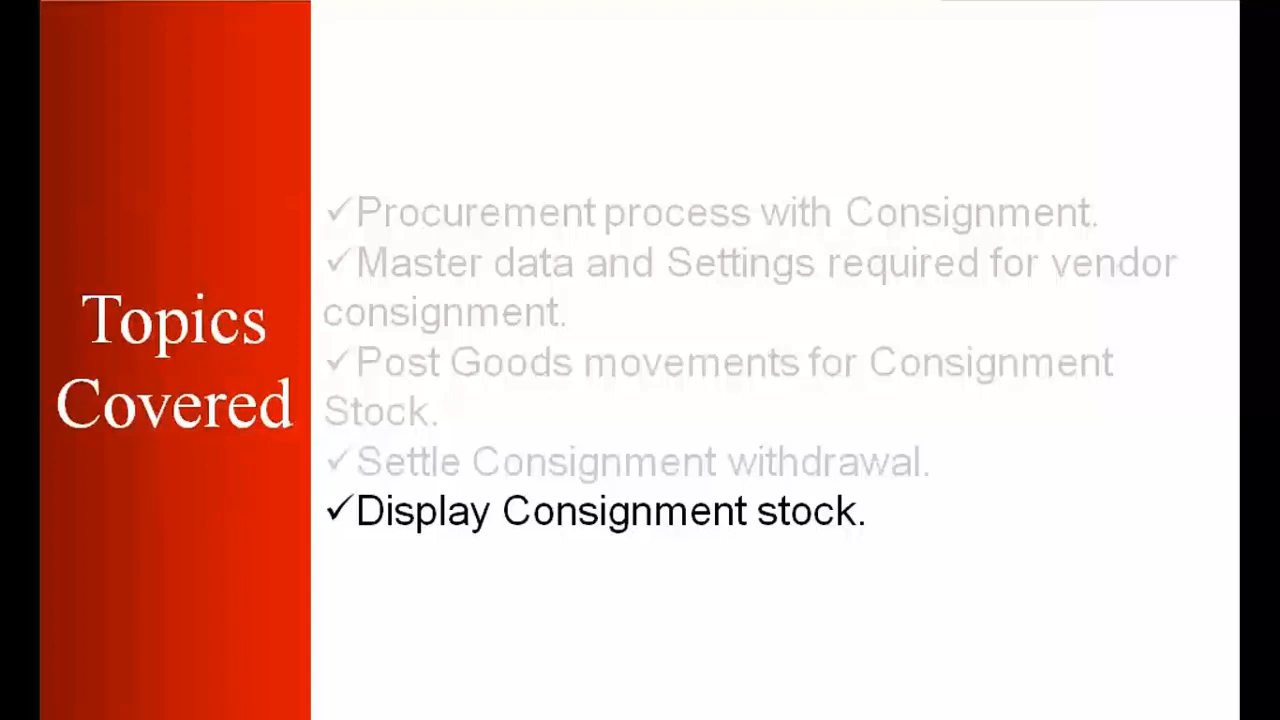 Topics
Covered
✓Procurement process with Consignment.
✓Master data and Settings required for vendor
consignment.
✓Post Goods movements for Consignment
Stock.
✓Settle Consignment withdrawal.
✓Display Consignment stock.